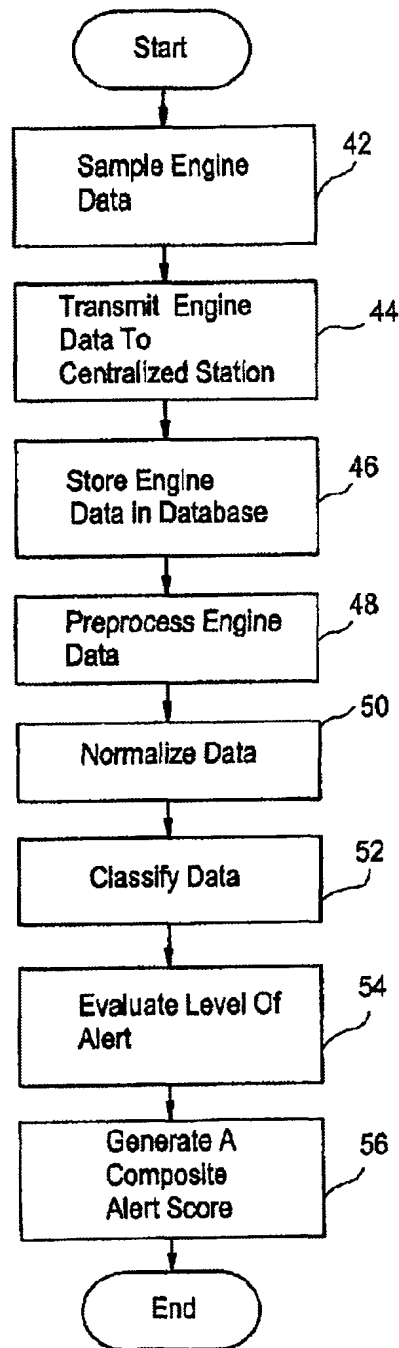 Start
Sample Engine
Data
42
Transmit Engine
Data To
Centralized Station
44
Store Engine
Data in Database
46
Preprocess Engine
Data
48
Normalize Data
50
Classify Data
52
Evaluate Level Of
Alert
54
Generate A
Composite
Alert Score
56
End